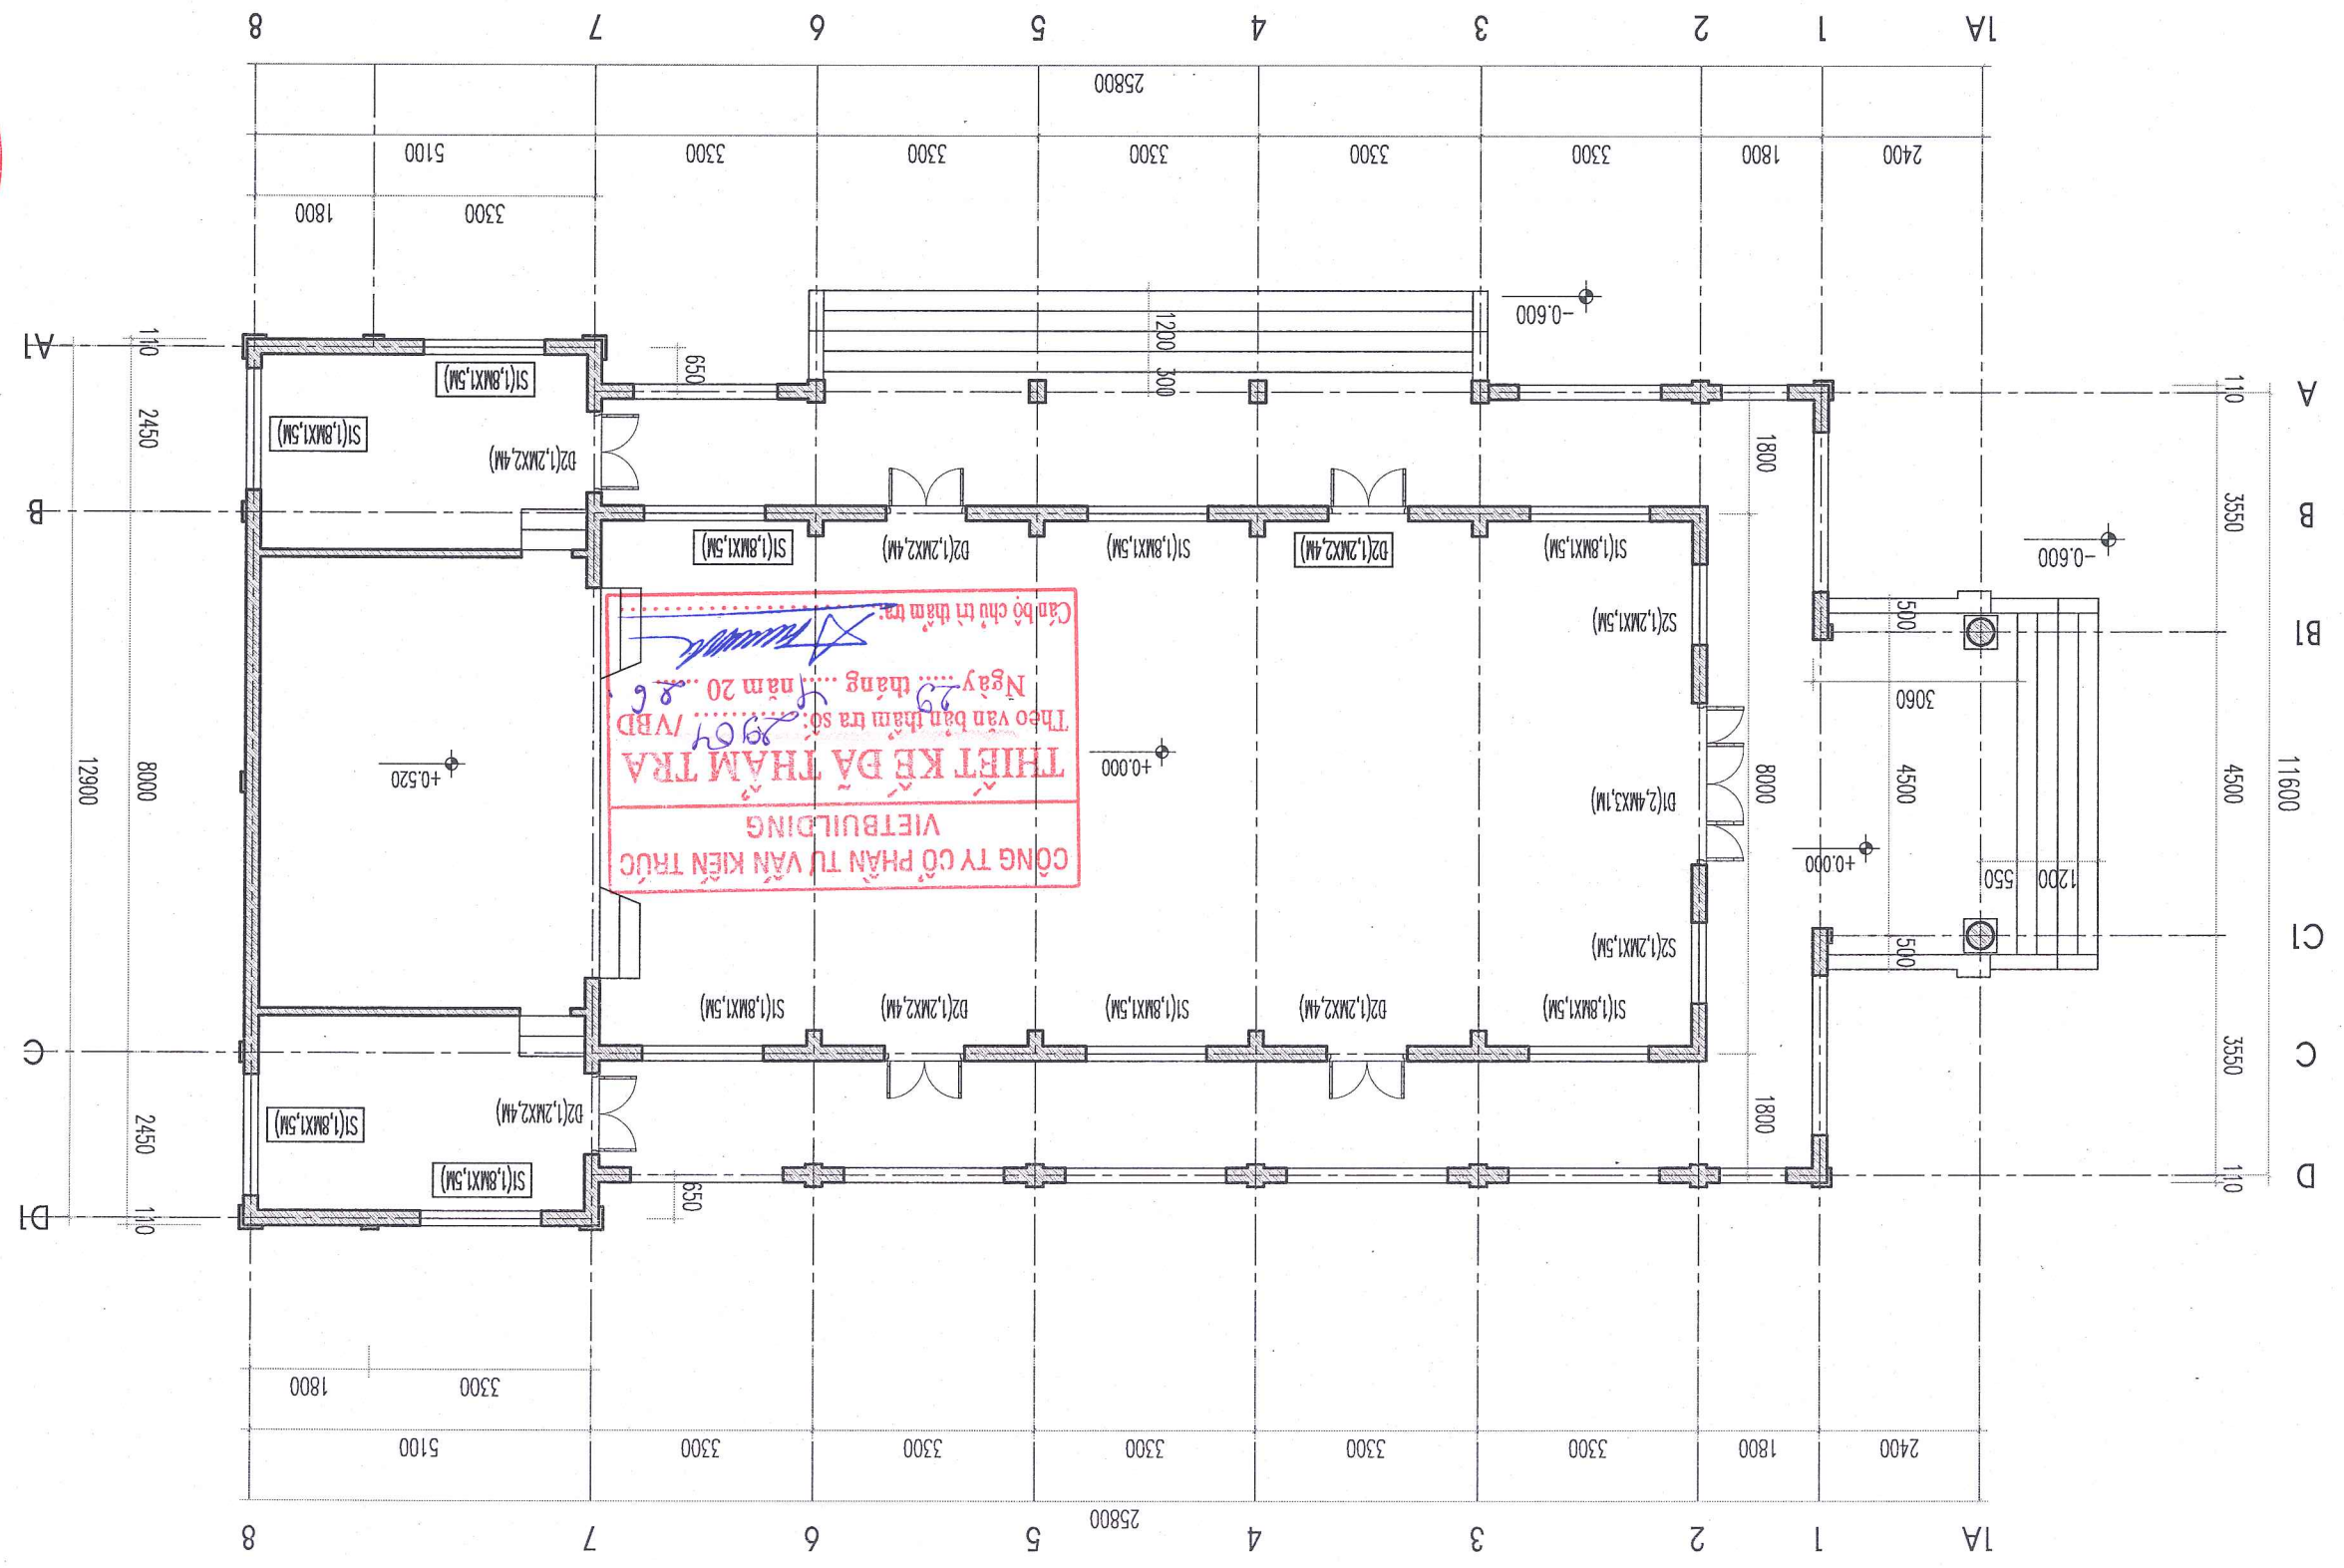 1A 1 2 3 4 5 6 7 8
25800
2400 1800 3300 3300 3300 3300 3300 5100
3300 1800
D1
110
D
110
650
S1(1,8MX1,5M)
1800
D2(1,2MX2,4M)
S1(1,8MX1,5M)
2450
3550
C
C
S1(1,8MX1,5M) D2(1,2MX2,4M) S1(1,8MX1,5M) D2(1,2MX2,4M) S1(1,8MX1,5M)
S2(1,2MX1,5M)
C1
500
1200 550
+0.000
CÔNG TY CỔ PHẦN TƯ VẤN KIẾN TRÚC
VIETBUILDING
THIẾT KẾ ĐÃ THẨM TRA
Theo văn bản thẩm tra số: 2904 /VBD
Ngày 29 tháng 4 năm 20 26
Cán bộ chủ trì thẩm tra:
11600
4500
4500
D1(2,4MX3,1M)
8000
+0.000
+0.520
8000
12900
3060
B1
500
S2(1,2MX1,5M)
-0.600
S1(1,8MX1,5M) D2(1,2MX2,4M) S1(1,8MX1,5M) D2(1,2MX2,4M) S1(1,8MX1,5M)
B
B
3550
1800
D2(1,2MX2,4M)
S1(1,8MX1,5M)
2450
A
110
300
1200
650
S1(1,8MX1,5M)
A1
110
-0.600
3300 1800
2400 1800 3300 3300 3300 3300 3300 5100
25800
1A 1 2 3 4 5 6 7 8